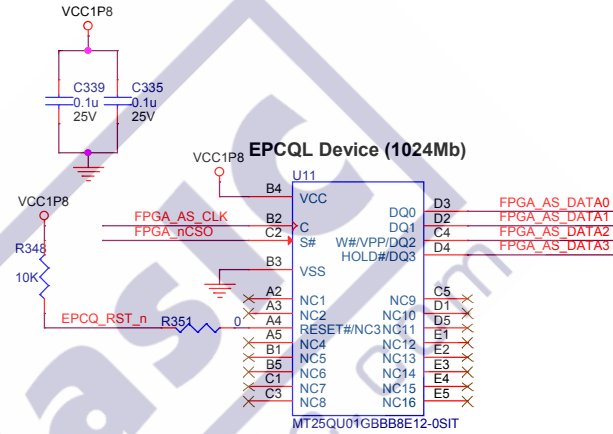 VCC1P8
C339
0.1u
25V
C335
0.1u
25V
EPCQL Device (1024Mb)
VCC1P8
U11
B4
VCC
VCC1P8
FPGA_AS_CLK
B2
C
FPGA_nCSO
C2
S#
B3
VSS
DQ0
D3
FPGA_AS_DATA0
DQ1
D2
FPGA_AS_DATA1
W#/VPP/DQ2
C4
FPGA_AS_DATA2
HOLD#/DQ3
D4
FPGA_AS_DATA3
R348
10K
EPCQ_RST_n
R351
0
A2
NC1
A3
NC2
A4
RESET#/NC3
A5
NC4
B1
NC5
B5
NC6
C1
NC7
C3
NC8
NC9
C5
NC10
D1
NC11
D5
NC12
E1
NC13
E2
NC14
E3
NC15
E4
NC16
E5
MT25QU01GBBB8E12-0SIT
asic
.com